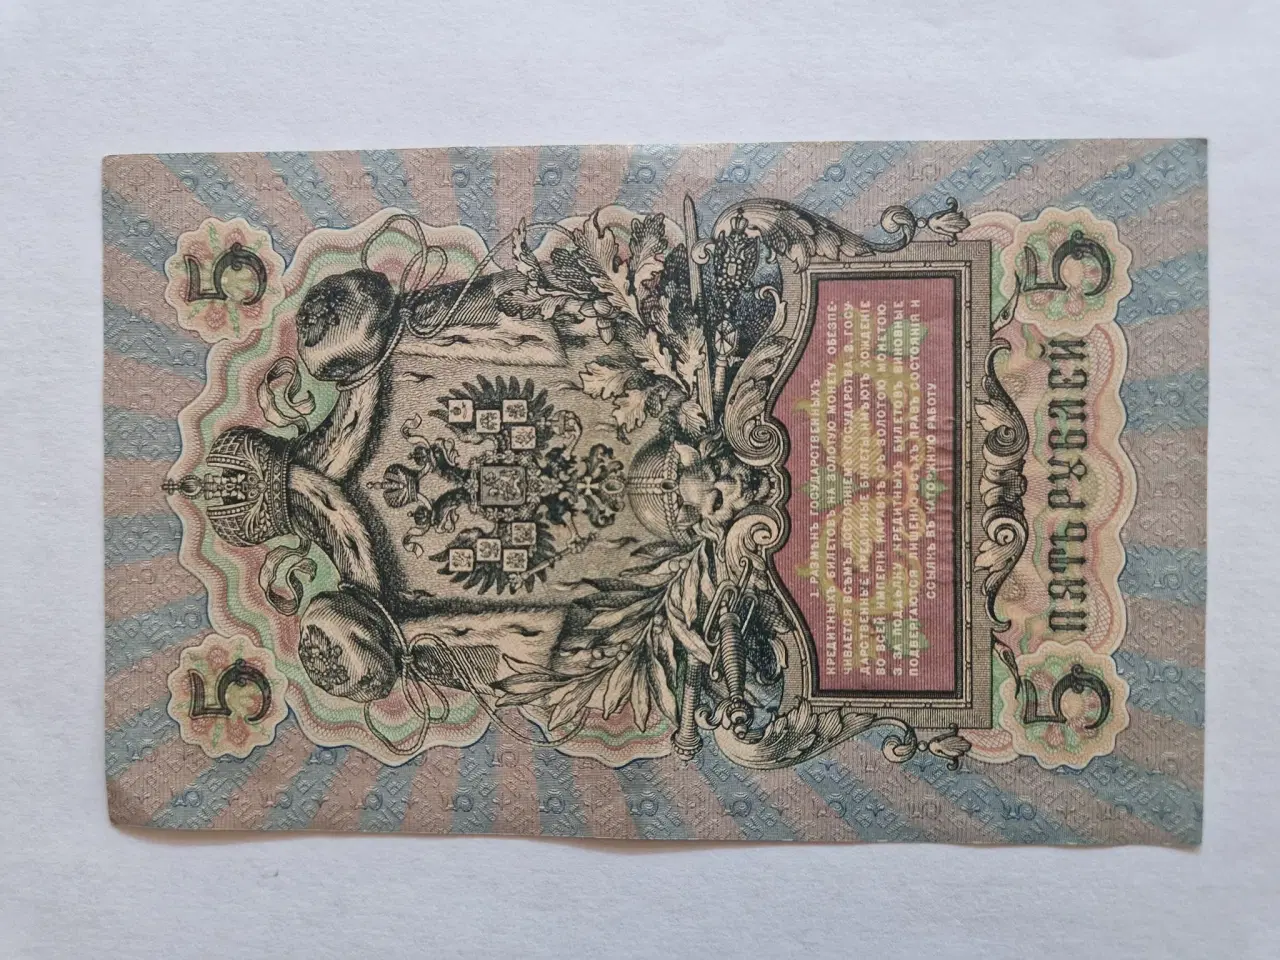 5 5
1. РАЗМѢНЪ ГОСУДАРСТВЕННЫХЪ
КРЕДИТНЫХЪ БИЛЕТОВЪ НА ЗОЛОТУЮ МОНЕТУ ОБЕЗПЕ-
ЧИВАЕТСЯ ВСѢМЪ ДОСТОЯНІЕМЪ ГОСУДАРСТВА. 2. ГОСУ-
ДАРСТВЕННЫЕ КРЕДИТНЫЕ БИЛЕТЫ ИМѢЮТЪ ХОЖДЕНІЕ
ВО ВСЕЙ ИМПЕРІИ НАРАВНѢ СЪ ЗОЛОТОЮ МОНЕТОЮ.
3. ЗА ПОДДѢЛКУ КРЕДИТНЫХЪ БИЛЕТОВЪ ВИНОВНЫЕ
ПОДВЕРГАЮТСЯ ЛИШЕНІЮ ВСѢХЪ ПРАВЪ СОСТОЯНІЯ И
ССЫЛКѢ ВЪ КАТОРЖНУЮ РАБОТУ
5 ПЯТЬ РУБЛЕЙ 5